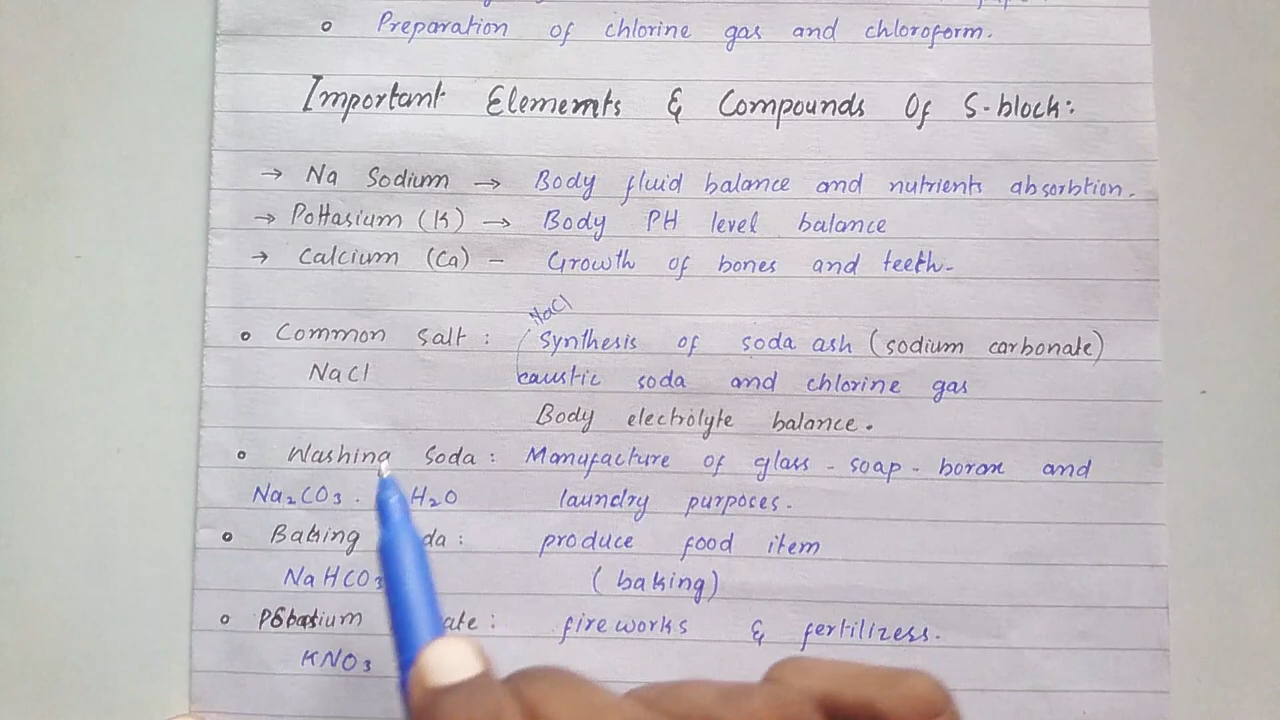 o Preparation of chlorine gas and chloroform.
Important Elements & Compounds Of S-block:
→ Na Sodium → Body fluid balance and nutrients absorbtion.
→ Pottasium (K) → Body PH level balance
→ Calcium (Ca) – Growth of bones and teeth.
NaCl
o Common Salt : Synthesis of soda ash (sodium carbonate)
NaCl caustic soda and chlorine gas
Body electrolyte balance.
o Washing Soda : Manufacture of glass - soap - borax and
Na₂CO₃ . H₂O laundry purposes.
o Baking da : produce food item
NaHCO₃ (baking)
o ate : fireworks & fertilizess.
KNO₃